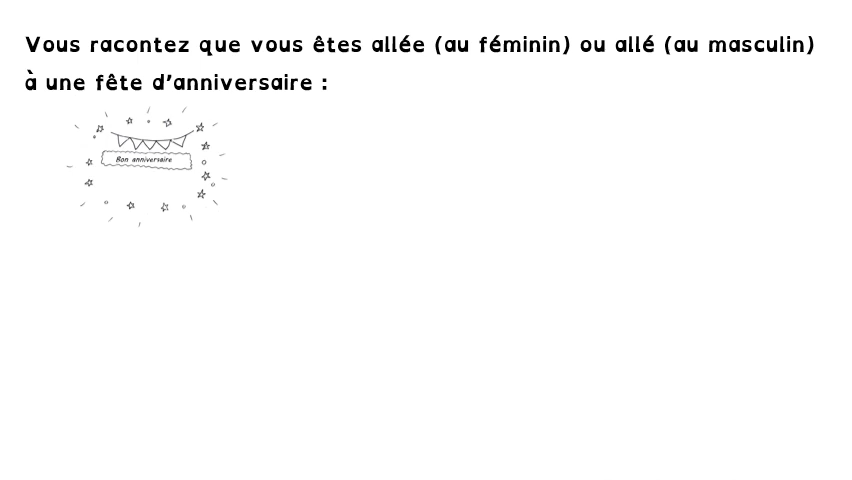 Vous racontez que vous êtes allée (au féminin) ou allé (au masculin)
à une fête d'anniversaire :
Bon anniversaire